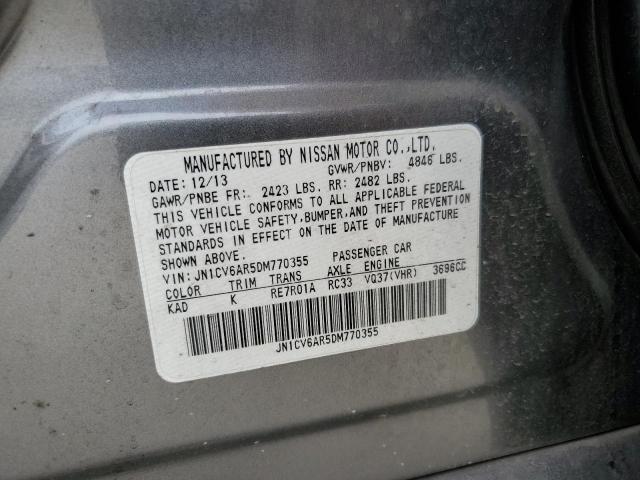 MANUFACTURED BY NISSAN MOTOR CO.,LTD.
DATE: 12/13 GVWR/PNBV: 4846 LBS.
GAWR/PNBE FR: 2423 LBS. RR: 2482 LBS.
THIS VEHICLE CONFORMS TO ALL APPLICABLE FEDERAL
MOTOR VEHICLE SAFETY, BUMPER, AND THEFT PREVENTION
STANDARDS IN EFFECT ON THE DATE OF MANUFACTURE
SHOWN ABOVE.
VIN: JN1CV6AR5DM770355 PASSENGER CAR
COLOR TRIM TRANS AXLE ENGINE
KAD K RE7R01A RC33 VQ37(VHR) 3696CC
JN1CV6AR5DM770355